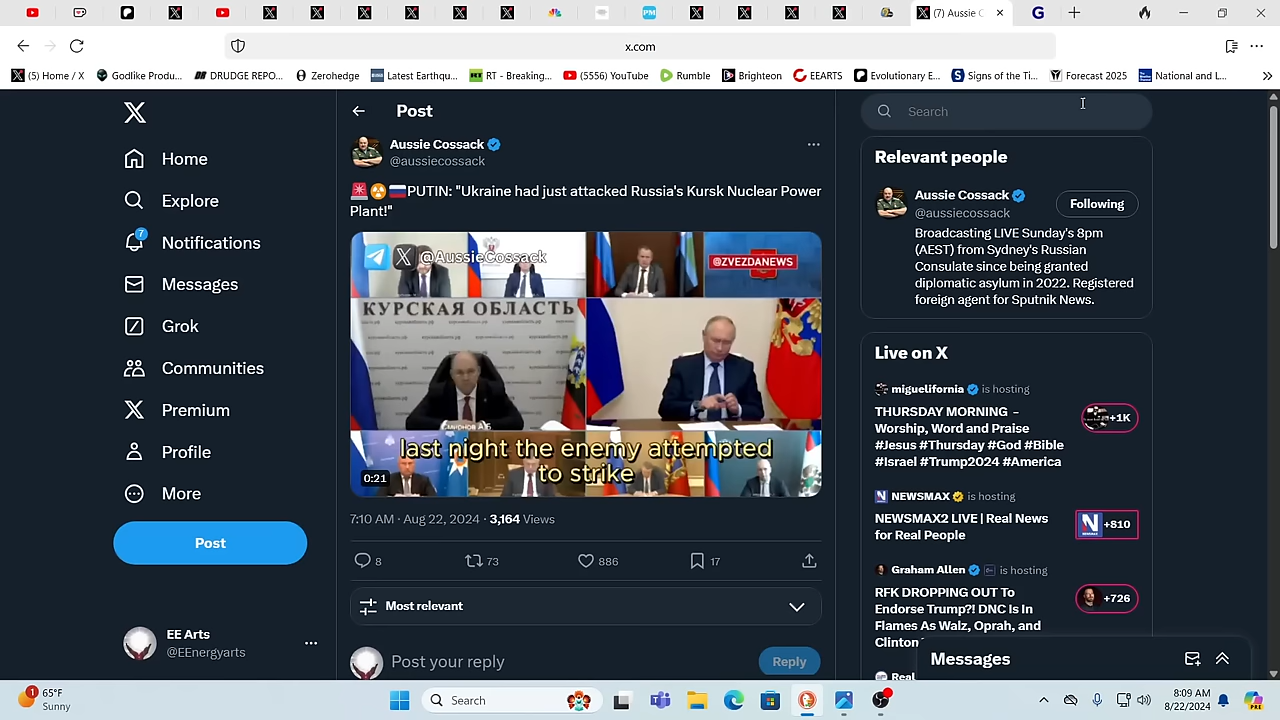 (7) Aussie C
x.com
(5) Home / X
Godlike Produ...
DRUDGE REPO...
Zerohedge
Latest Earthqu...
RT - Breaking...
(5556) YouTube
Rumble
Brighteon
EEARTS
Evolutionary E...
Signs of the Ti...
Forecast 2025
National and L...
Home
Explore
7
Notifications
Messages
Grok
Communities
Premium
Profile
More
Post
EE Arts
@EEnergyarts
Post
Aussie Cossack
@aussiecossack
PUTIN: "Ukraine had just attacked Russia's Kursk Nuclear Power
Plant!"
@AussieCossack
@ZVEZDANEWS
КУРСКАЯ ОБЛАСТЬ
Смирнов А.Б
last night the enemy attempted
to strike
0:21
7:10 AM · Aug 22, 2024 · 3,164 Views
8
73
886
17
Most relevant
Post your reply
Reply
Search
Relevant people
Aussie Cossack
@aussiecossack
Following
Broadcasting LIVE Sunday's 8pm
(AEST) from Sydney's Russian
Consulate since being granted
diplomatic asylum in 2022. Registered
foreign agent for Sputnik News.
Live on X
miguelifornia is hosting
THURSDAY MORNING –
Worship, Word and Praise
#Jesus #Thursday #God #Bible
#Israel #Trump2024 #America
+1K
NEWSMAX is hosting
NEWSMAX2 LIVE | Real News
for Real People
+810
Graham Allen is hosting
RFK DROPPING OUT To
Endorse Trump?! DNC Is In
Flames As Walz, Oprah, and
Clinton
+726
Real
Messages
1
65°F
Sunny
Search
8:09 AM
8/22/2024